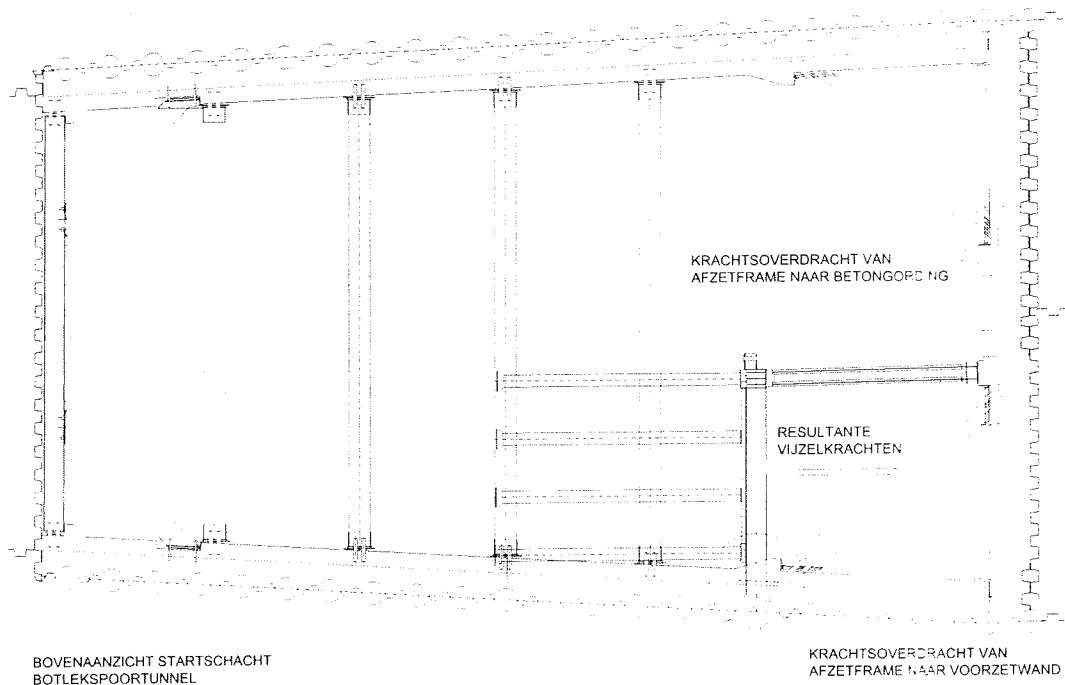 KRACHTSOVERDRACHT VAN
AFZETFRAME NAAR BETONGORDING
RESULTANTE
VIJZELKRACHTEN
BOVENAANZICHT STARTSCHACHT
BOTLEKSPOORTUNNEL
KRACHTSOVERDRACHT VAN
AFZETFRAME NAAR VOORZETWAND